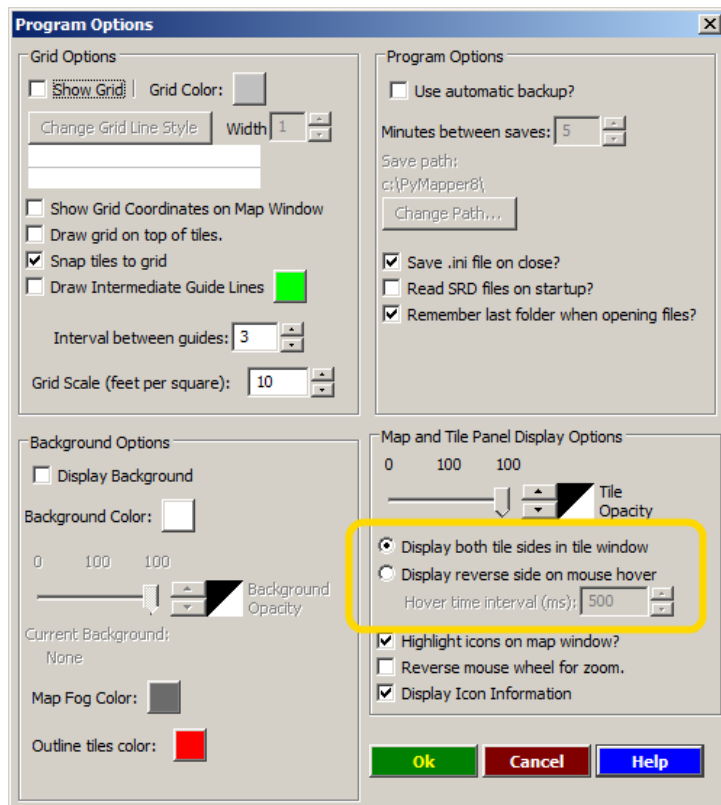 Program Options
Grid Options
Show Grid
Grid Color:
Change Grid Line Style
Width
1
Show Grid Coordinates on Map Window
Draw grid on top of tiles.
Snap tiles to grid
Draw Intermediate Guide Lines
Interval between guides:
3
Grid Scale (feet per square):
10
Program Options
Use automatic backup?
Minutes between saves:
5
Save path:
c:\PyMapper8\
Change Path...
Save .ini file on close?
Read SRD files on startup?
Remember last folder when opening files?
Background Options
Display Background
Background Color:
0 100 100
Background
Opacity
Current Background:
None
Map Fog Color:
Outline tiles color:
Map and Tile Panel Display Options
0 100 100
Tile
Opacity
Display both tile sides in tile window
Display reverse side on mouse hover
Hover time interval (ms):
500
Highlight icons on map window?
Reverse mouse wheel for zoom.
Display Icon Information
Ok
Cancel
Help